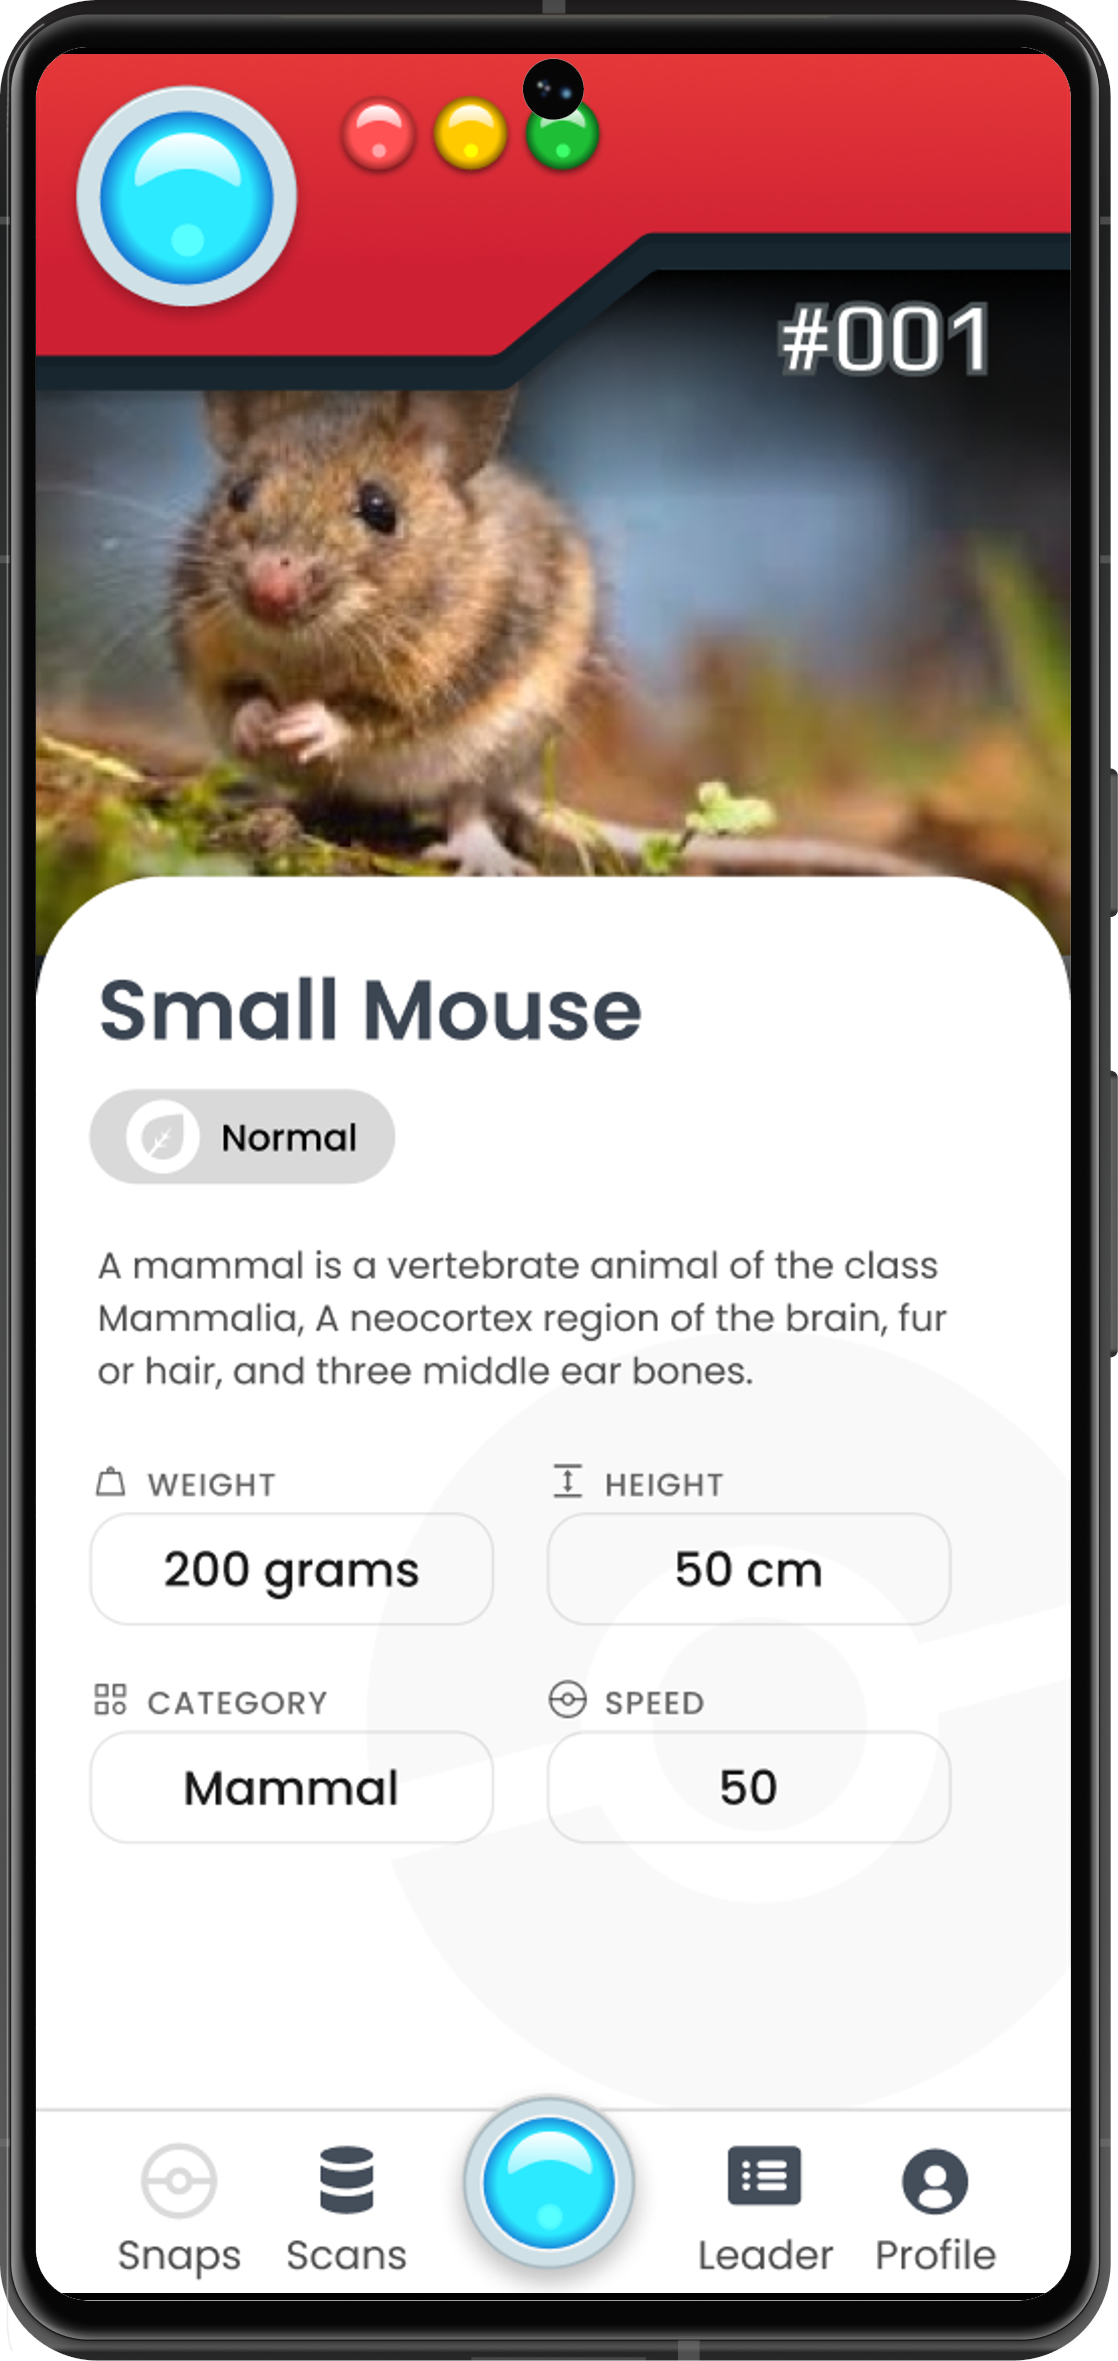 #001
Small Mouse
Normal
A mammal is a vertebrate animal of the class
Mammalia, A neocortex region of the brain, fur
or hair, and three middle ear bones.
WEIGHT
HEIGHT
200 grams
50 cm
CATEGORY
SPEED
Mammal
50
Snaps
Scans
Leader
Profile